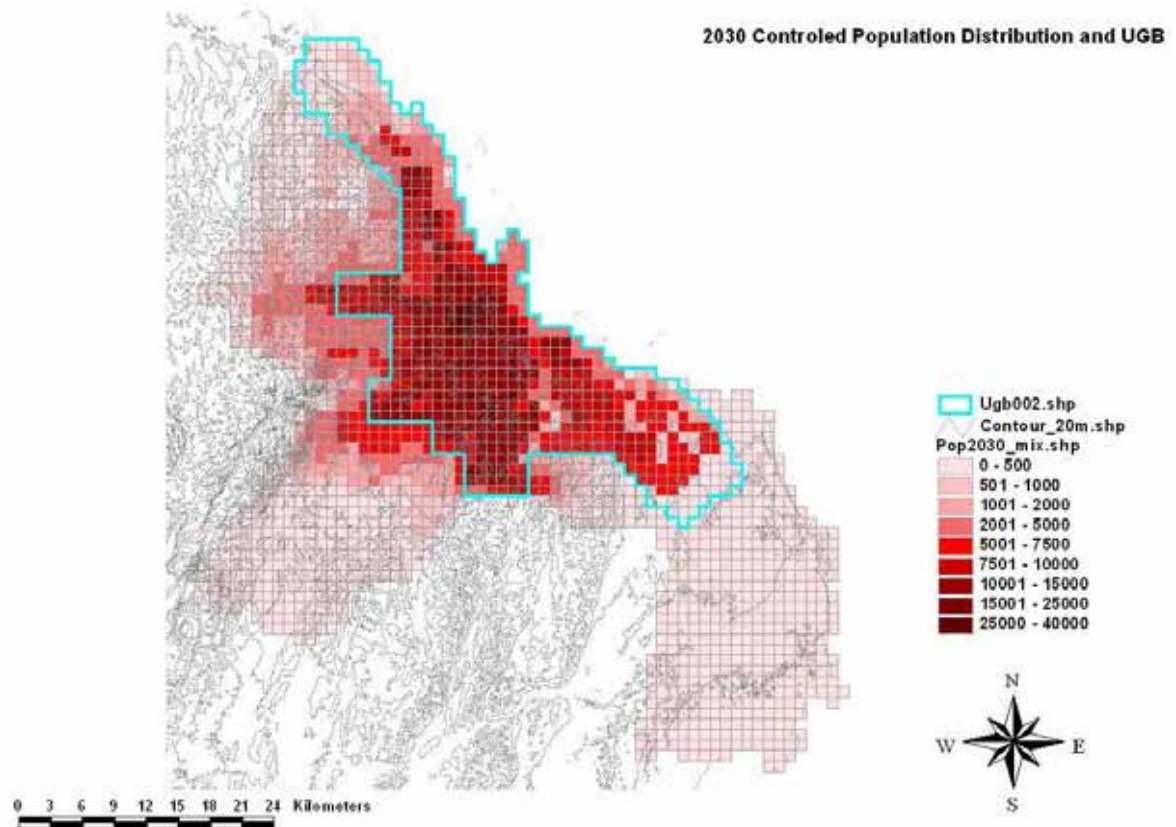 2030 Controled Population Distribution and UGB
Ugb002.shp
Contour_20m.shp
Pop2030_mix.shp
0 - 500
501 - 1000
1001 - 2000
2001 - 5000
5001 - 7500
7501 - 10000
10001 - 15000
15001 - 25000
25000 - 40000
N
W E
S
0 3 6 9 12 15 18 21 24 Kilometers